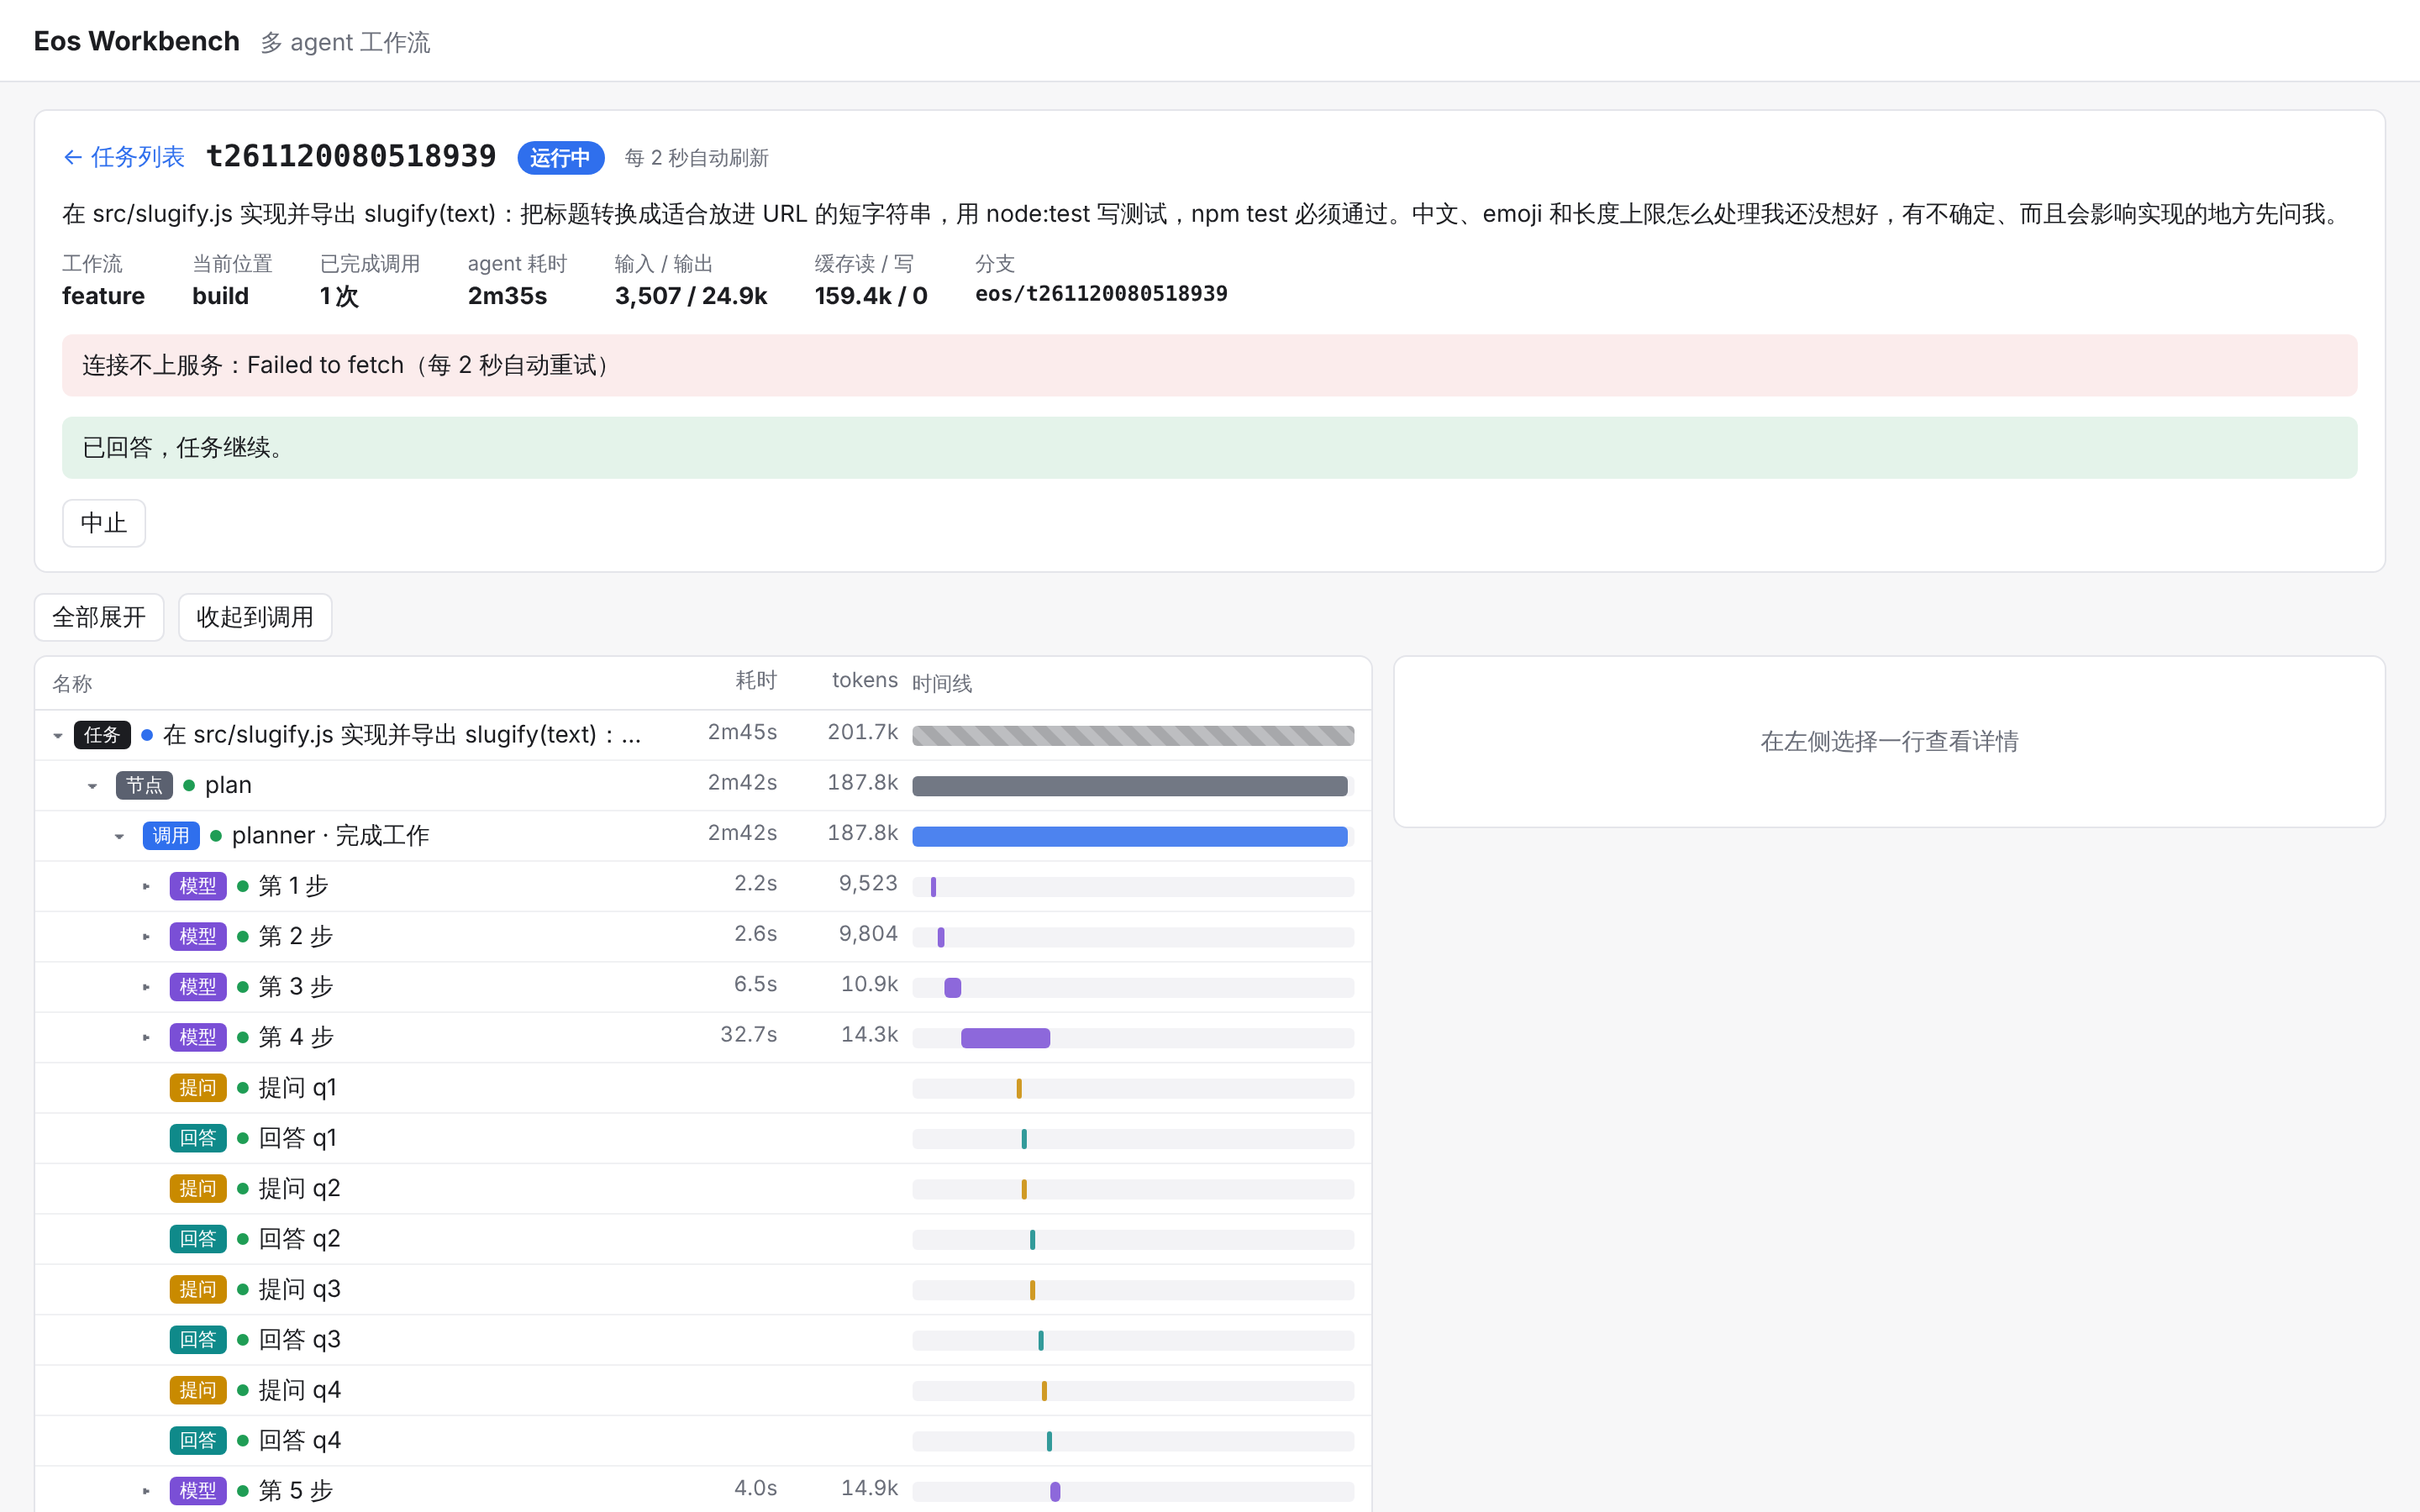 Eos Workbench 多 agent 工作流
← 任务列表 t261120080518939 运行中 每 2 秒自动刷新
在 src/slugify.js 实现并导出 slugify(text)：把标题转换成适合放进 URL 的短字符串，用 node:test 写测试，npm test 必须通过。中文、emoji 和长度上限怎么处理我还没想好，有不确定、而且会影响实现的地方先问我。
工作流 当前位置 已完成调用 agent 耗时 输入 / 输出 缓存读 / 写 分支
feature build 1 次 2m35s 3,507 / 24.9k 159.4k / 0 eos/t261120080518939
连接不上服务：Failed to fetch（每 2 秒自动重试）
已回答，任务继续。
中止
全部展开 收起到调用
名称 耗时 tokens 时间线
任务 在 src/slugify.js 实现并导出 slugify(text)：... 2m45s 201.7k
节点 plan 2m42s 187.8k
调用 planner · 完成工作 2m42s 187.8k
模型 第 1 步 2.2s 9,523
模型 第 2 步 2.6s 9,804
模型 第 3 步 6.5s 10.9k
模型 第 4 步 32.7s 14.3k
提问 提问 q1
回答 回答 q1
提问 提问 q2
回答 回答 q2
提问 提问 q3
回答 回答 q3
提问 提问 q4
回答 回答 q4
模型 第 5 步 4.0s 14.9k
在左侧选择一行查看详情